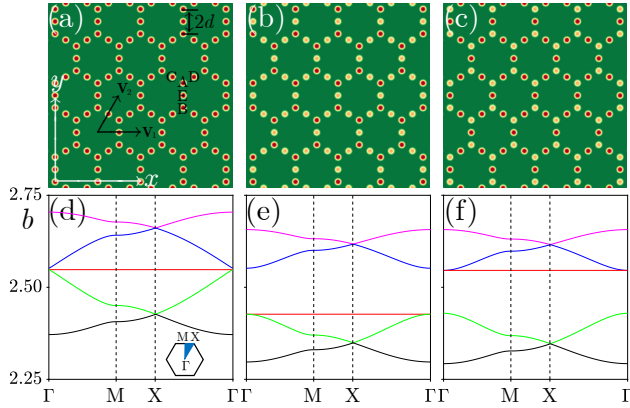 (a) 2d (b) (c)
C A D
B
E
y V₂
V₁
x
2.75 (d) (e) (f)
b
2.50
M X
Γ
2.25
Γ M X Γ M X Γ M X Γ